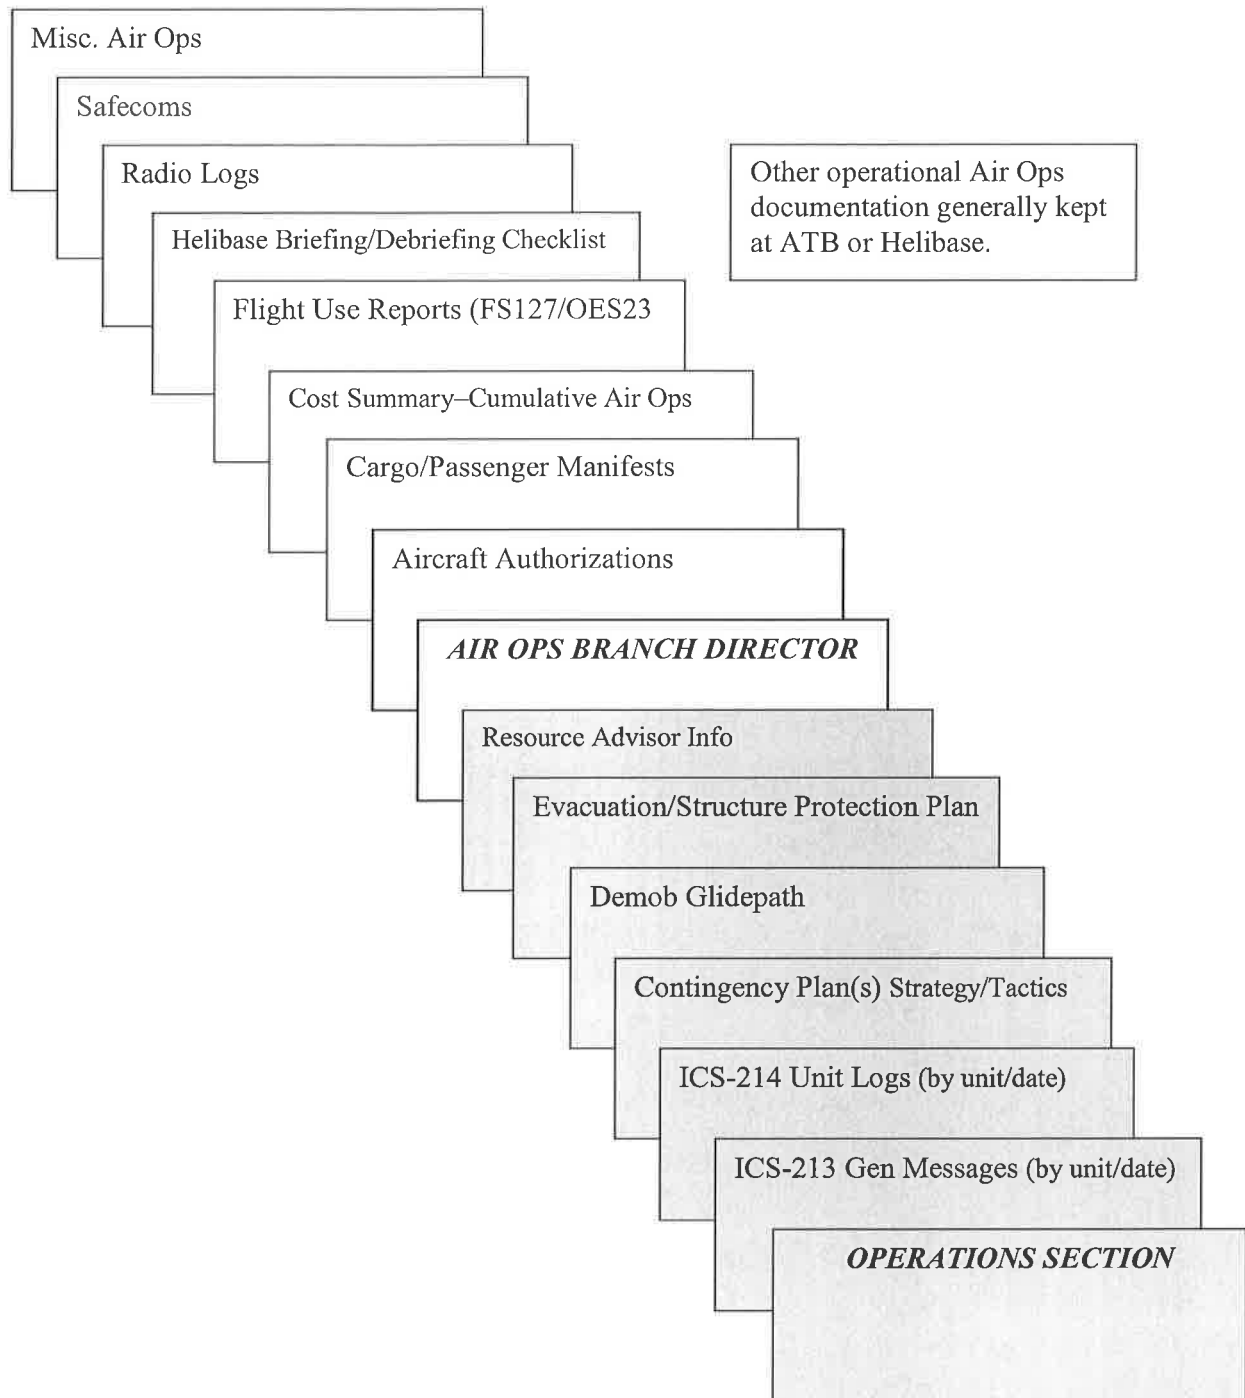 Misc. Air Ops
Safecoms
Radio Logs
Other operational Air Ops
documentation generally kept
at ATB or Helibase.
Helibase Briefing/Debriefing Checklist
Flight Use Reports (FS127/OES23
Cost Summary–Cumulative Air Ops
Cargo/Passenger Manifests
Aircraft Authorizations
AIR OPS BRANCH DIRECTOR
Resource Advisor Info
Evacuation/Structure Protection Plan
Demob Glidepath
Contingency Plan(s) Strategy/Tactics
ICS-214 Unit Logs (by unit/date)
ICS-213 Gen Messages (by unit/date)
OPERATIONS SECTION